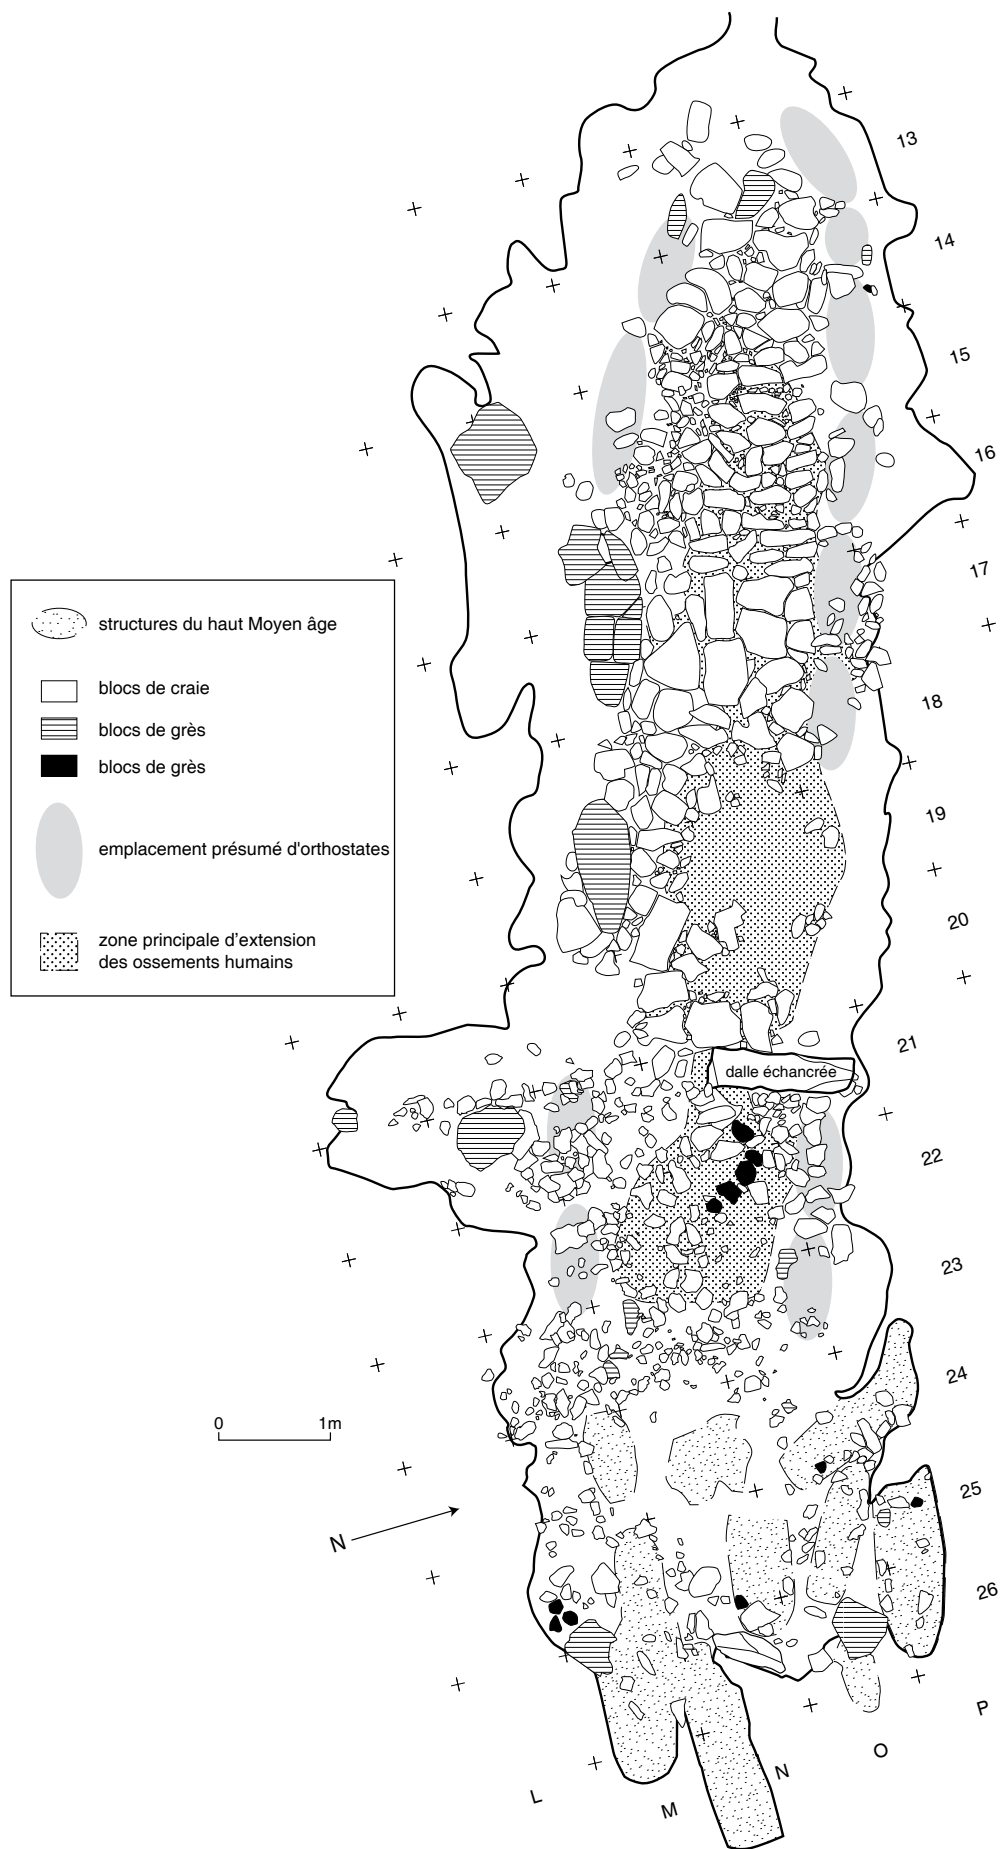 13
14
15
16
17
structures du haut Moyen âge
blocs de craie
18
blocs de grès
blocs de grès
19
emplacement présumé d'orthostates
20
zone principale d'extension
des ossements humains
21
dalle échancrée
22
23
24
0 1m
25
N
26
P
O
N
L
M